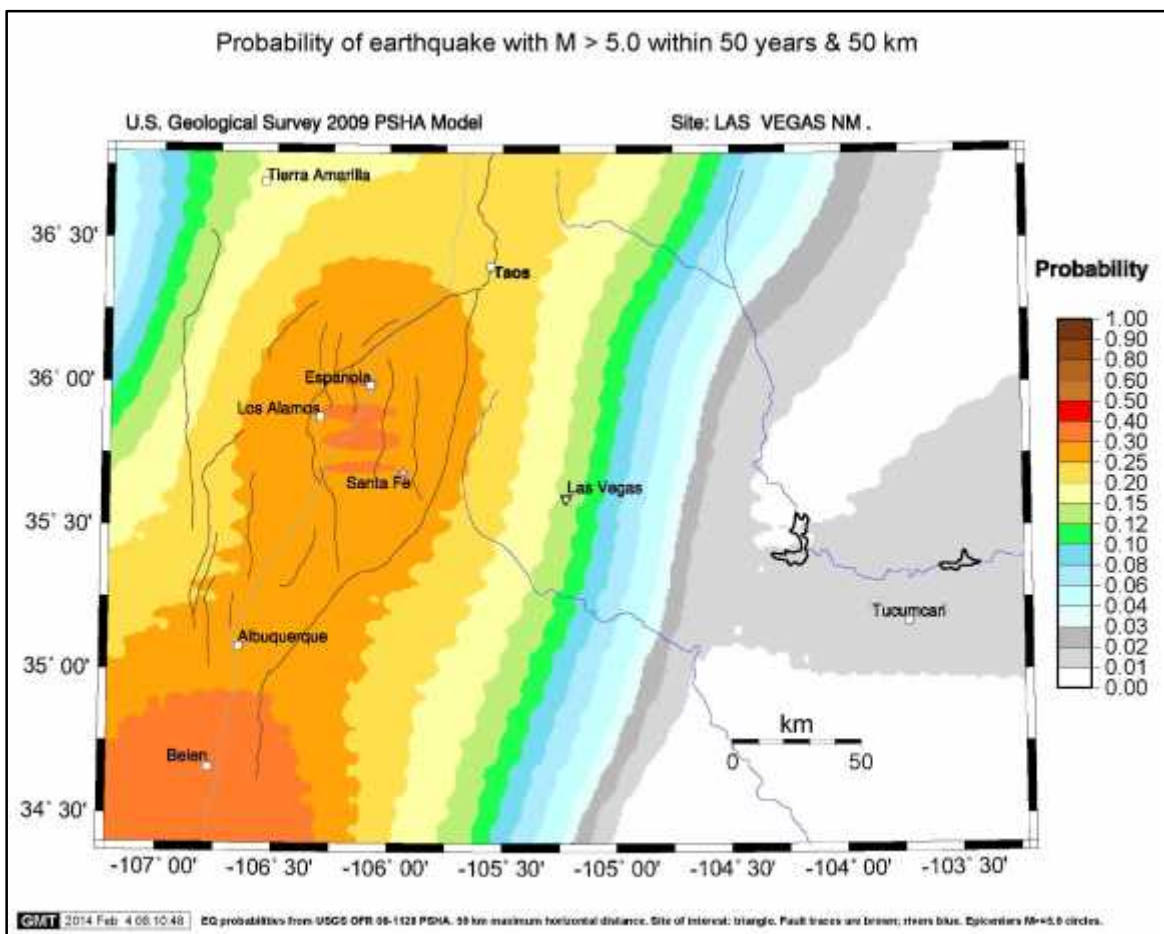 Probability of earthquake with M > 5.0 within 50 years & 50 km
U.S. Geological Survey 2009 PSHA Model Site: LAS VEGAS NM .
Tierra Amarilla
36° 30'
Taos
Probability
1.00
0.90
0.80
0.60
0.50
0.40
0.30
0.25
0.20
0.15
0.12
0.10
0.08
0.06
0.04
0.03
0.02
0.01
0.00
36° 00'
Espanola
Los Alamos
Santa Fe
Las Vegas
35° 30'
Tucumcari
Albuquerque
35° 00'
km
0 50
Belen
34° 30'
-107° 00' -106° 30' -106° 00' -105° 30' -105° 00' -104° 30' -104° 00' -103° 30'
GMT 2014 Feb 4 06:10:48 EQ probabilities from USGS OFR 08-1128 PSHA. 50 km maximum horizontal distance. Site of interest: triangle. Fault traces are brown; rivers blue. Epicenters M>=5.0 circles.